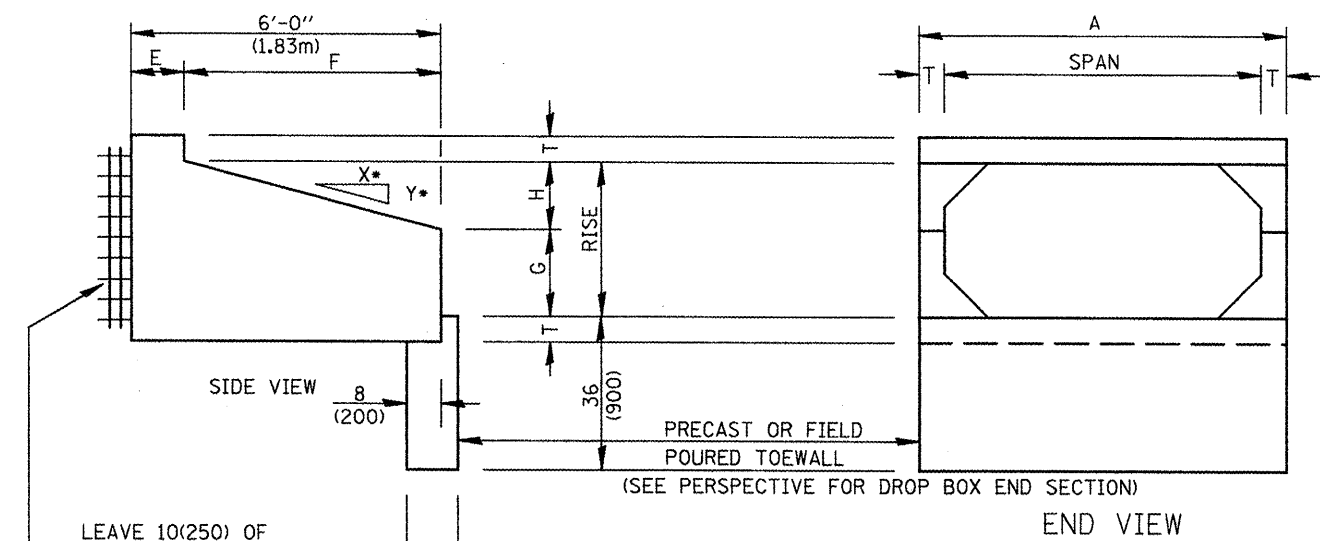 6'-0"
(1.83m)
E
F
X*
Y*
T
H
G
T
RISE
36
(900)
SIDE VIEW
8
(200)
A
T
SPAN
T
PRECAST OR FIELD
POURED TOEWALL
(SEE PERSPECTIVE FOR DROP BOX END SECTION)
END VIEW
LEAVE 10(250) OF